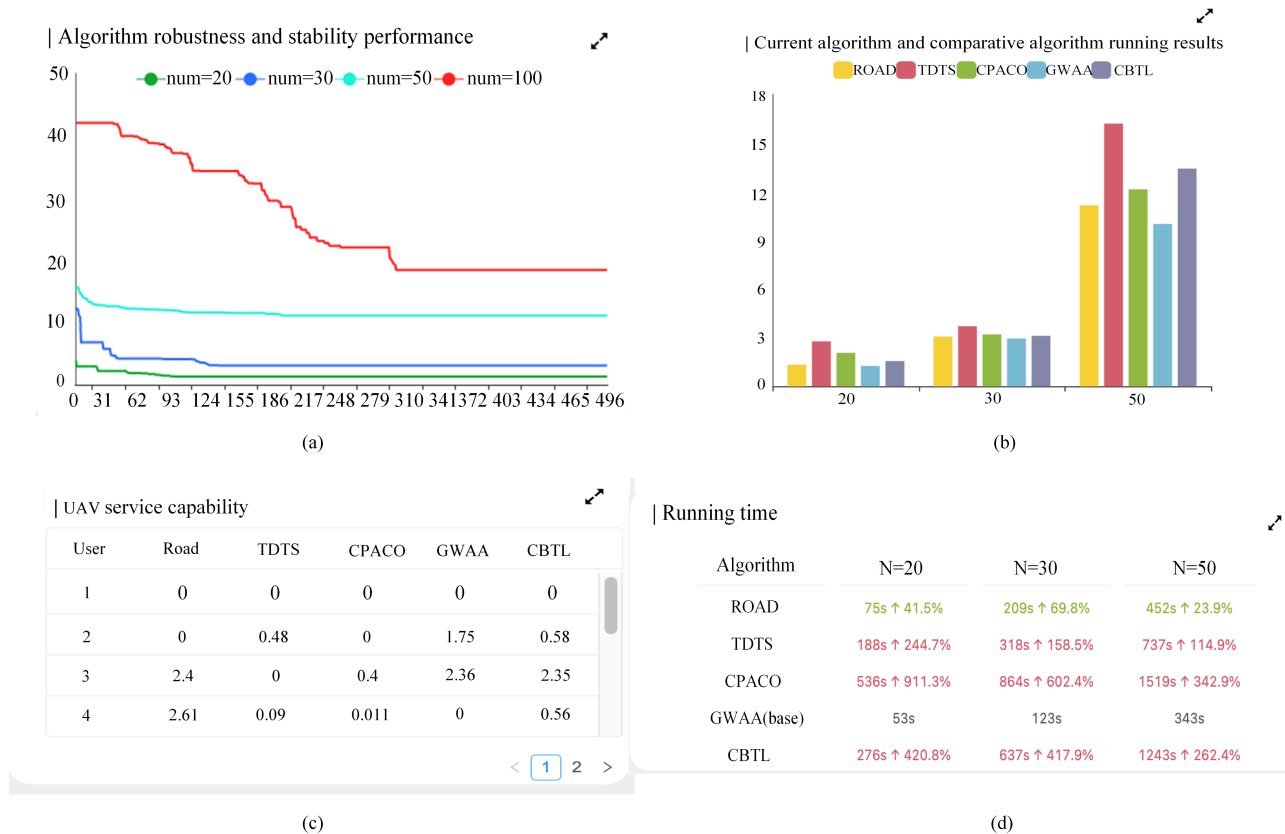 | Algorithm robustness and stability performance
num=20 num=30 num=50 num=100
50
40
30
20
10
0
0 31 62 93 124 155 186 217 248 279 310 341 372 403 434 465 496
(a)
| Current algorithm and comparative algorithm running results
ROAD TDTS CPACO GWAA CBTL
18
15
12
9
6
3
0
20 30 50
(b)
| UAV service capability
User Road TDTS CPACO GWAA CBTL
1 0 0 0 0 0
2 0 0.48 0 1.75 0.58
3 2.4 0 0.4 2.36 2.35
4 2.61 0.09 0.011 0 0.56
< 1 2 >
(c)
| Running time
Algorithm N=20 N=30 N=50
ROAD 75s ↑ 41.5% 209s ↑ 69.8% 452s ↑ 23.9%
TDTS 188s ↑ 244.7% 318s ↑ 158.5% 737s ↑ 114.9%
CPACO 536s ↑ 911.3% 864s ↑ 602.4% 1519s ↑ 342.9%
GWAA(base) 53s 123s 343s
CBTL 276s ↑ 420.8% 637s ↑ 417.9% 1243s ↑ 262.4%
(d)